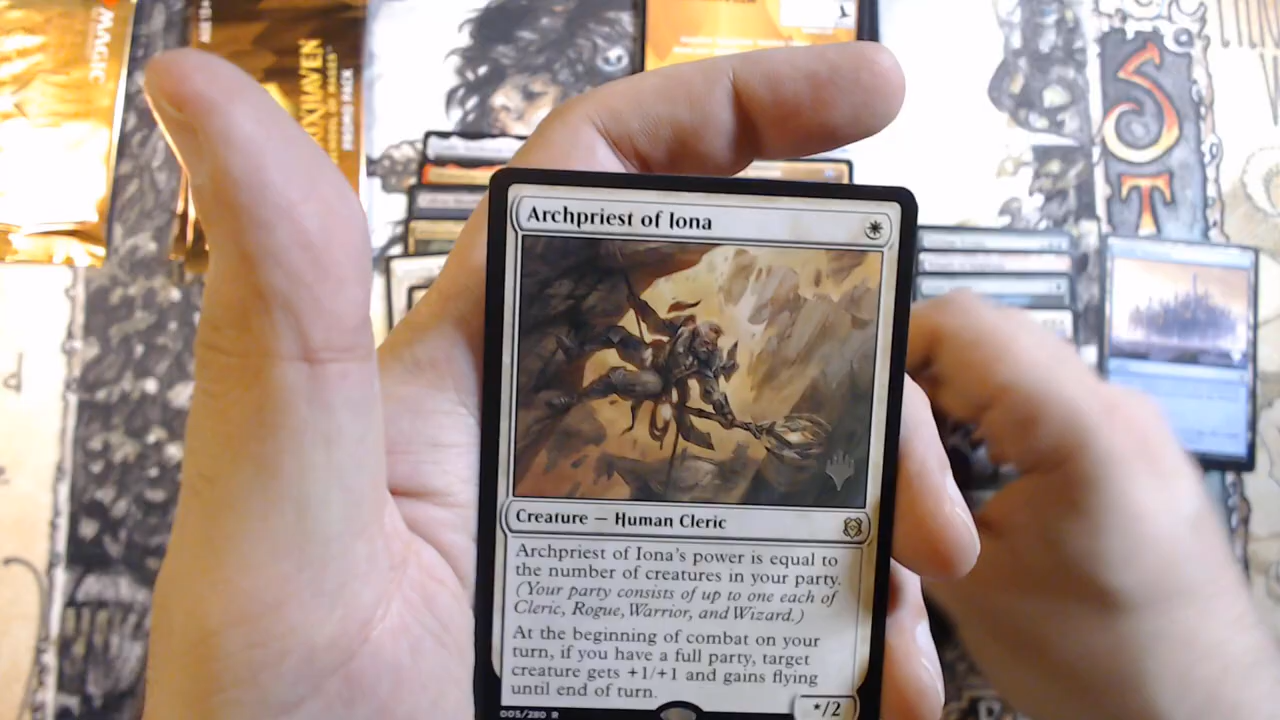 MAGIC
Archpriest of Iona
Creature — Human Cleric
Archpriest of Iona's power is equal to
the number of creatures in your party.
(Your party consists of up to one each of
Cleric, Rogue, Warrior, and Wizard.)
At the beginning of combat on your
turn, if you have a full party, target
creature gets +1/+1 and gains flying
until end of turn.
005/280 R
*/2